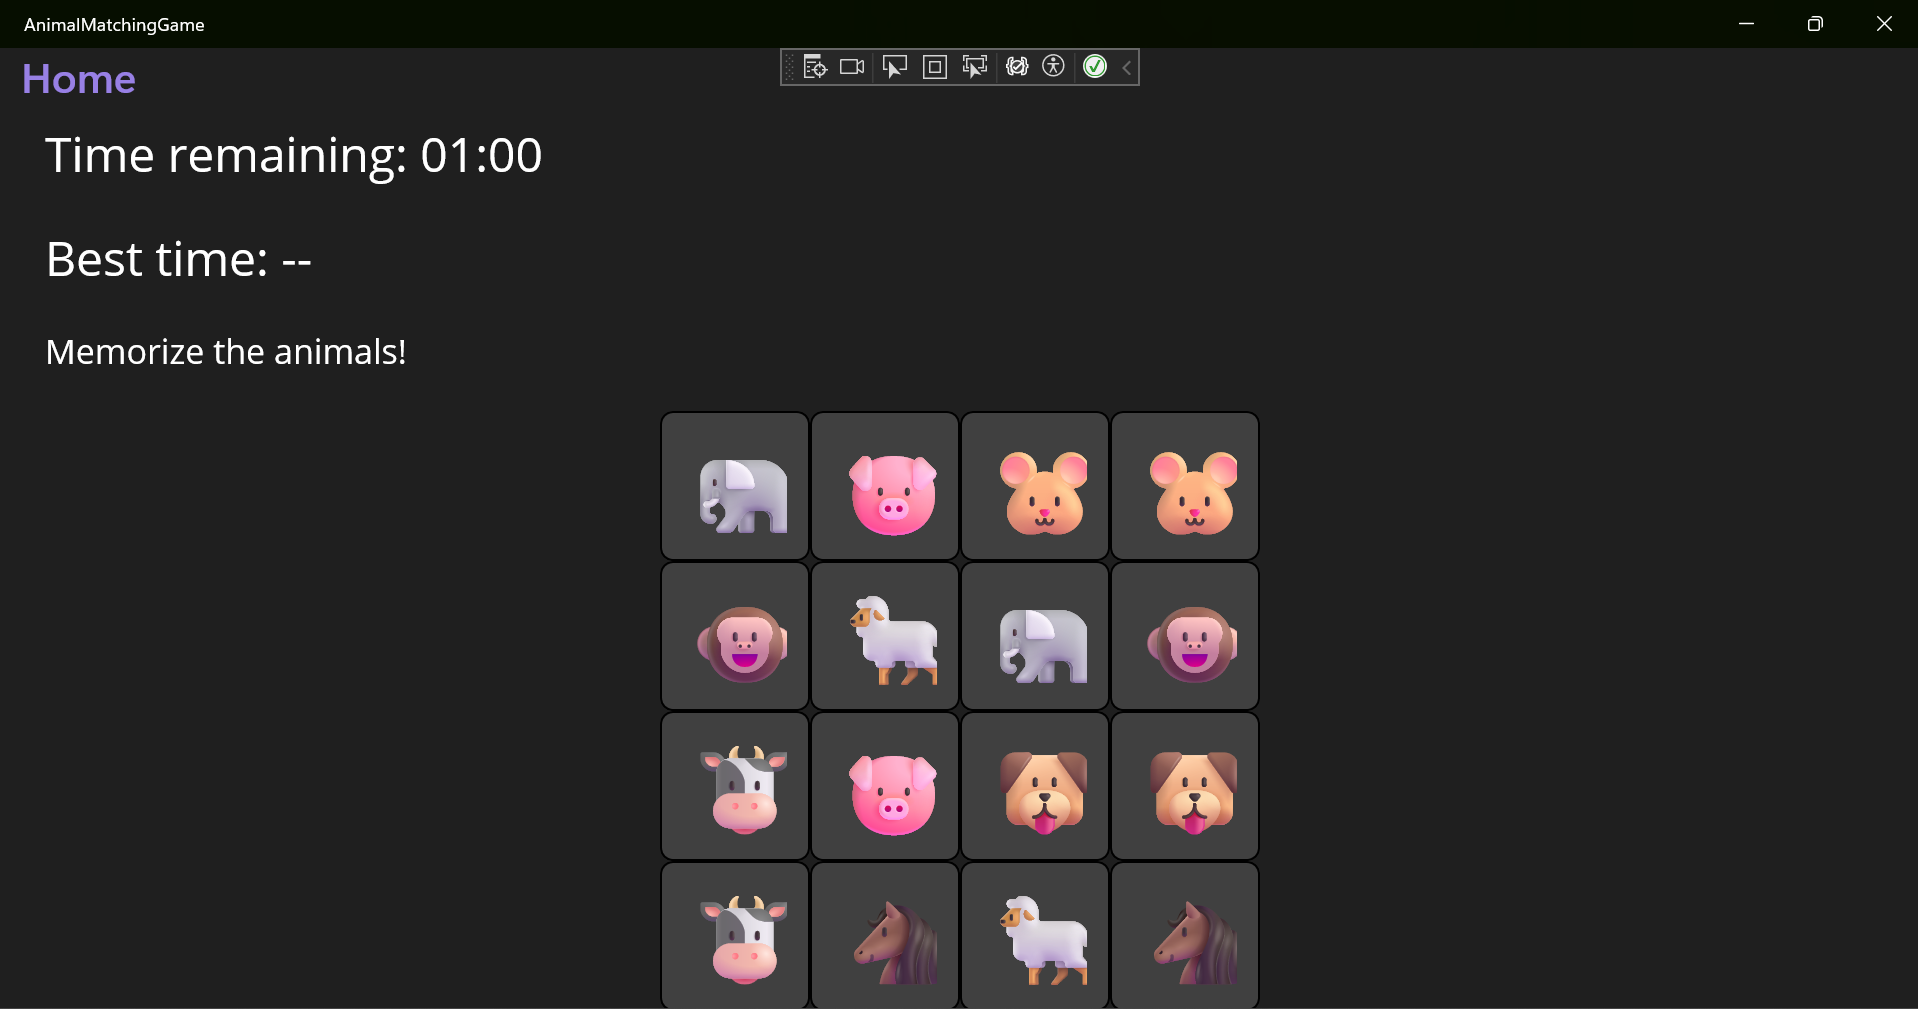 AnimalMatchingGame
Home
Time remaining: 01:00
Best time: --
Memorize the animals!